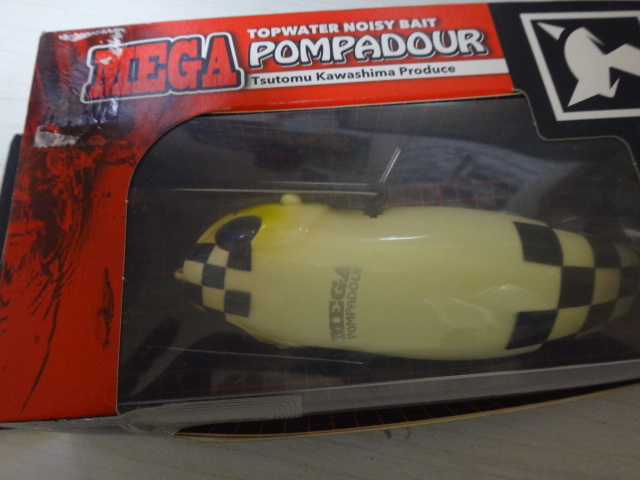 TOPWATER NOISY BAIT
MEGA POMPADOUR
Tsutomu Kawashima Produce
MEGA
POMPADOUR